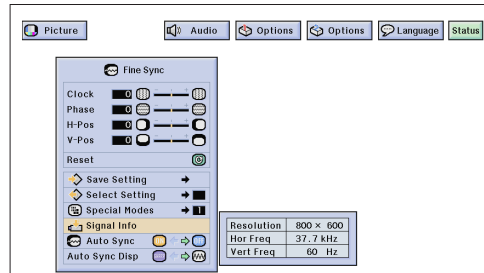 Picture Audio Options Options Language Status
Fine Sync
Clock 0
Phase 0
H-Pos 0
V-Pos 0
Reset
Save Setting
Select Setting
Special Modes 1
Signal Info
Auto Sync
Auto Sync Disp
Resolution 800 × 600
Hor Freq 37.7 kHz
Vert Freq 60 Hz